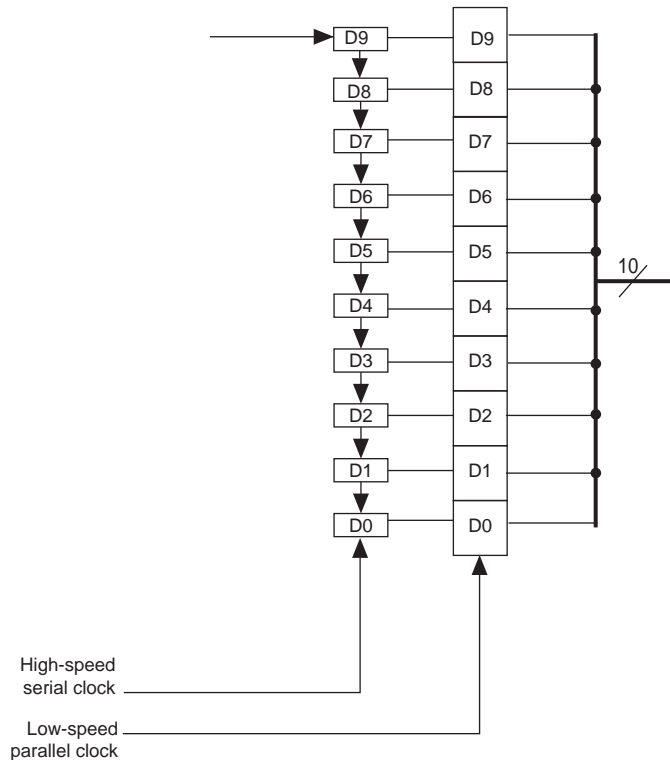 D9 D9
D8 D8
D7 D7
D6 D6
D5 D5
10
D4 D4
D3 D3
D2 D2
D1 D1
D0 D0
High-speed
serial clock
Low-speed
parallel clock